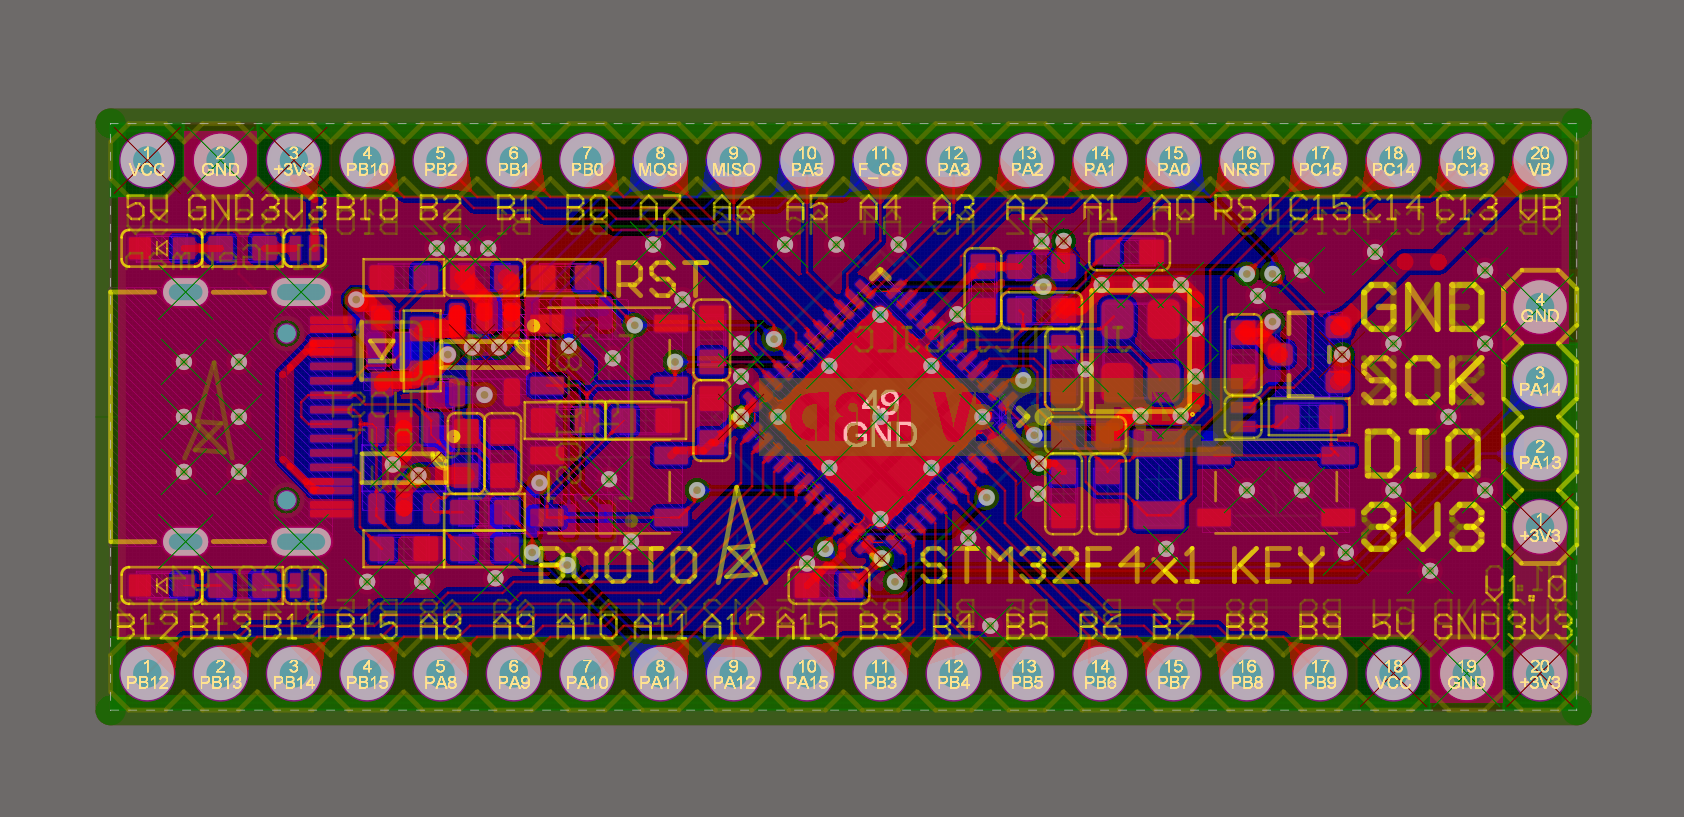 1 2 3 4 5 6 7 8 9 10 11 12 13 14 15 16 17 18 19 20
VCC GND +3V3 PB10 PB2 PB1 PB0 MOSI MISO PA5 F_CS PA3 PA2 PA1 PA0 NRST PC15 PC14 PC13 VB
5V GND 3V3 B10 B2 B1 B0 A7 A6 A5 A4 A3 A2 A1 A0 RST C15 C14 C13 VB
RST
GND
4
GND
SCK
3
PA14
49
GND
DIO
2
PA13
3V3
1
+3V3
BOOT0
STM32F4x1 KEY
V1.0
B12 B13 B14 B15 A8 A9 A10 A11 A12 A15 B3 B4 B5 B6 B7 B8 B9 5V GND 3V3
1 2 3 4 5 6 7 8 9 10 11 12 13 14 15 16 17 18 19 20
PB12 PB13 PB14 PB15 PA8 PA9 PA10 PA11 PA12 PA15 PB3 PB4 PB5 PB6 PB7 PB8 PB9 VCC GND +3V3